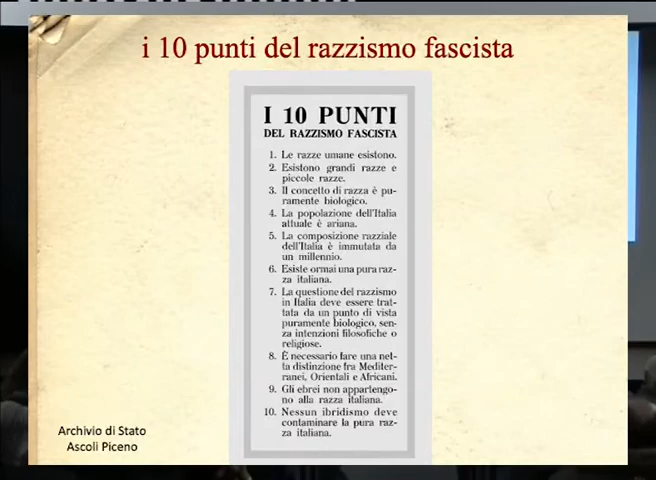 i 10 punti del razzismo fascista
I 10 PUNTI
DEL RAZZISMO FASCISTA
1. Le razze umane esistono.
2. Esistono grandi razze e
piccole razze.
3. Il concetto di razza è pu-
ramente biologico.
4. La popolazione dell'Italia
attuale è ariana.
5. La composizione razziale
dell'Italia è immutata da
un millennio.
6. Esiste ormai una pura raz-
za italiana.
7. La questione del razzismo
in Italia deve essere trat-
tata da un punto di vista
puramente biologico, sen-
za intenzioni filosofiche o
religiose.
8. È necessario fare una net-
ta distinzione fra Mediter-
ranei, Orientali e Africani.
9. Gli ebrei non appartengo-
no alla razza italiana.
10. Nessun ibridismo deve
contaminare la pura raz-
za italiana.
Archivio di Stato
Ascoli Piceno